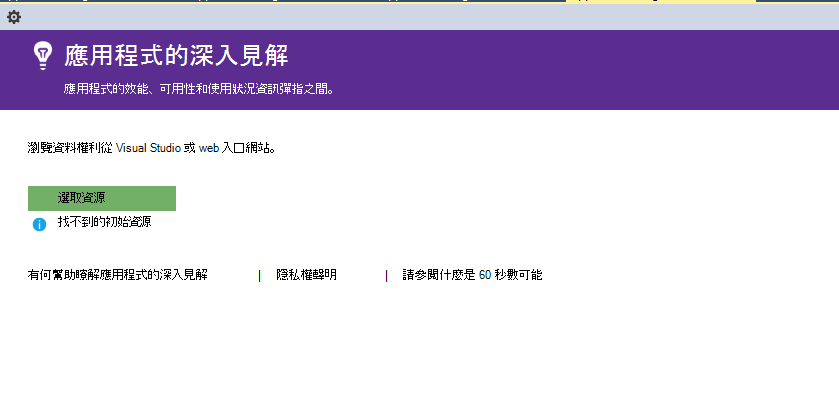 應用程式的深入見解
應用程式的效能、可用性和使用狀況資訊彈指之間。
瀏覽資料權利從 Visual Studio 或 web 入口網站。
選取資源
找不到的初始資源
有何幫助瞭解應用程式的深入見解 | 隱私權聲明 | 請參閱什麼是 60 秒數可能